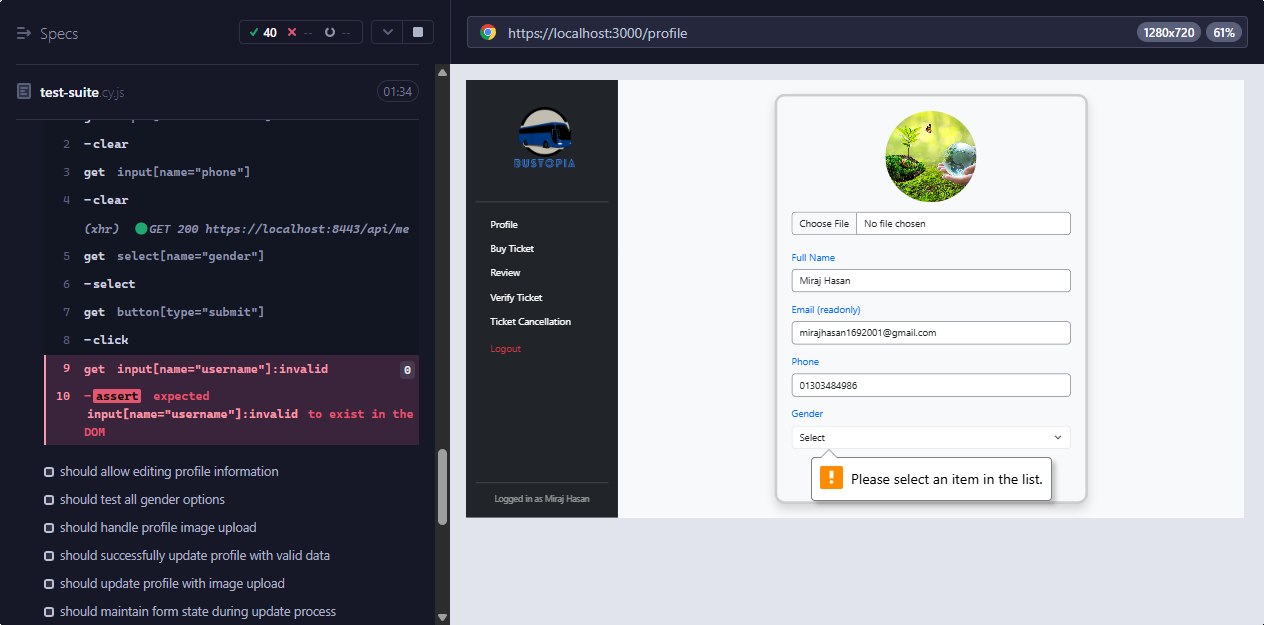 Specs
40
--
--
test-suite.cy.js
01:34
2 -clear
3 get input[name="phone"]
4 -clear
(xhr) GET 200 https://localhost:8443/api/me
5 get select[name="gender"]
6 -select
7 get button[type="submit"]
8 -click
9 get input[name="username"]:invalid 0
10 -assert expected
input[name="username"]:invalid to exist in the
DOM
should allow editing profile information
should test all gender options
should handle profile image upload
should successfully update profile with valid data
should update profile with image upload
should maintain form state during update process
https://localhost:3000/profile
1280x720
61%
BUSTOPIA
Profile
Buy Ticket
Review
Verify Ticket
Ticket Cancellation
Logout
Logged in as Miraj Hasan
Choose File No file chosen
Full Name
Miraj Hasan
Email (readonly)
mirajhasan1692001@gmail.com
Phone
01303484986
Gender
Select
Please select an item in the list.